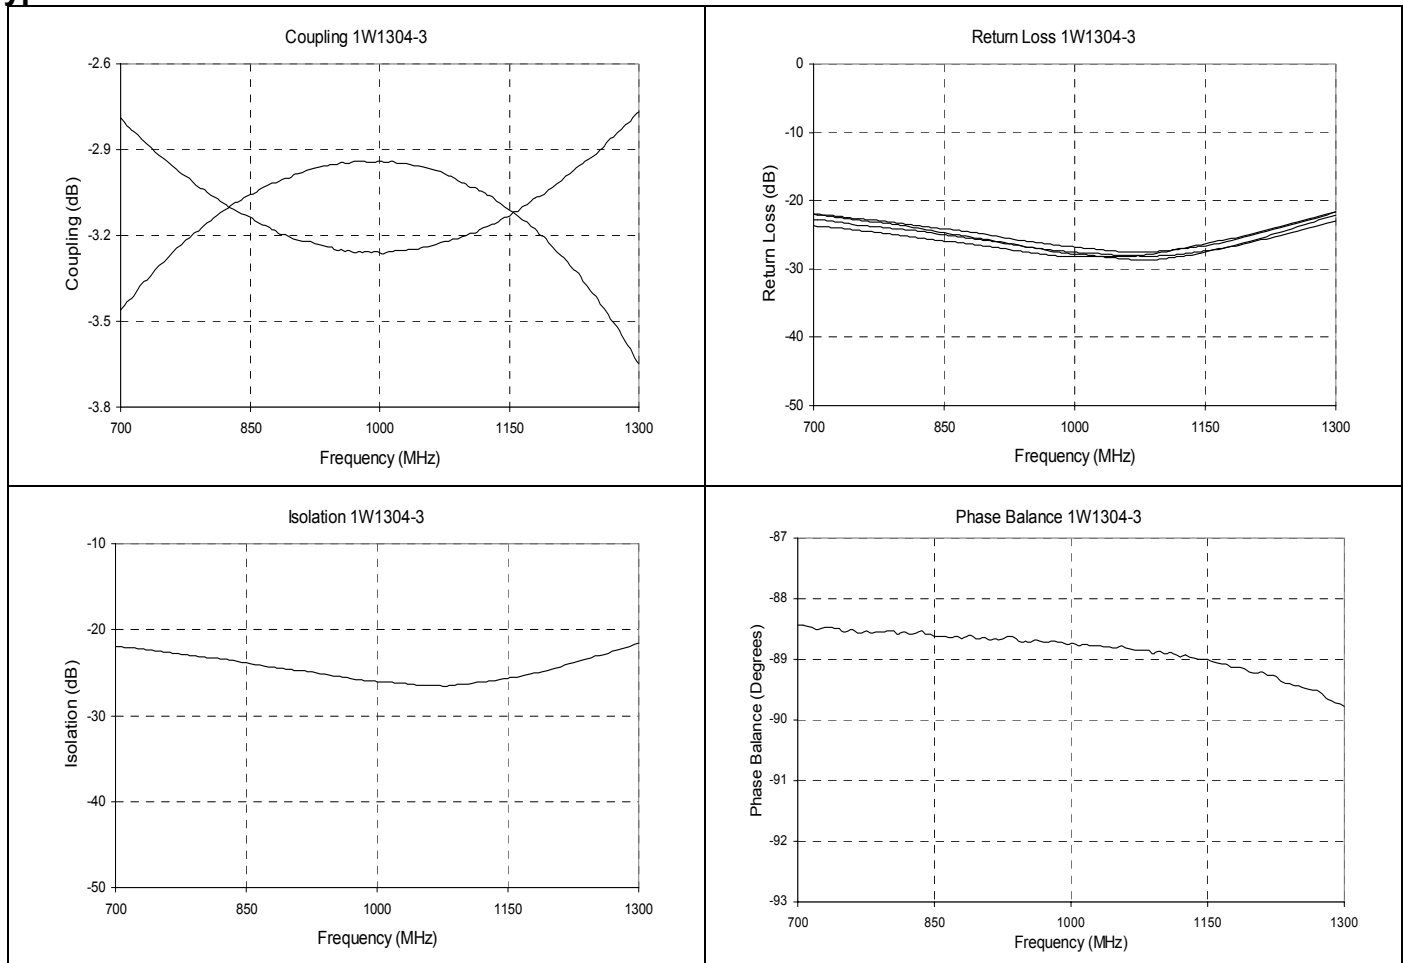 Coupling 1W1304-3
-2.6
-2.9
-3.2
-3.5
-3.8
Coupling (dB)
700 850 1000 1150 1300
Frequency (MHz)
Return Loss 1W1304-3
0
-10
-20
-30
-40
-50
Return Loss (dB)
700 850 1000 1150 1300
Frequency (MHz)
Isolation 1W1304-3
-10
-20
-30
-40
-50
Isolation (dB)
700 850 1000 1150 1300
Frequency (MHz)
Phase Balance 1W1304-3
-87
-88
-89
-90
-91
-92
-93
Phase Balance (Degrees)
700 850 1000 1150 1300
Frequency (MHz)